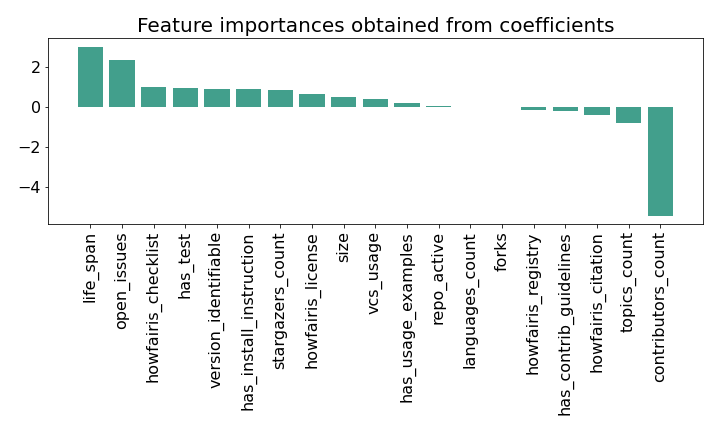 Feature importances obtained from coefficients
2
0
−2
−4
life_span
open_issues
howfairis_checklist
has_test
version_identifiable
has_install_instruction
stargazers_count
howfairis_license
size
vcs_usage
has_usage_examples
repo_active
languages_count
forks
howfairis_registry
has_contrib_guidelines
howfairis_citation
topics_count
contributors_count